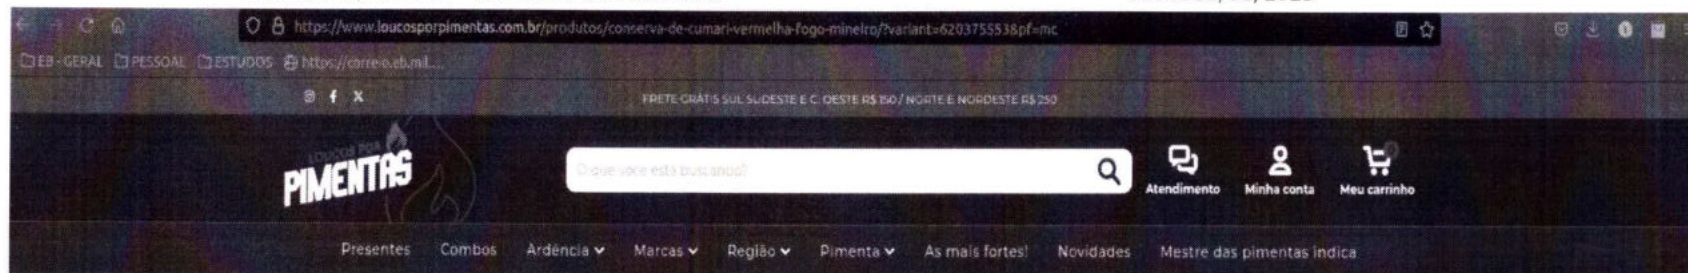 https://www.loucosporpimentas.com.br/produtos/conserva-de-cumari-vermelha-fogo-mineiro/?variant=620375553&pf=mc
EB - GERAL PESSOAL ESTUDOS https://correio.eb.mil....
FRETE GRÁTIS SUL SUDESTE E C. OESTE R$ 150 / NORTE E NORDESTE R$ 250
LOUCOS POR
PIMENTAS
O que você está buscando?
Atendimento Minha conta Meu carrinho
Presentes Combos Ardência Marcas Região Pimenta As mais fortes! Novidades Mestre das pimentas indica